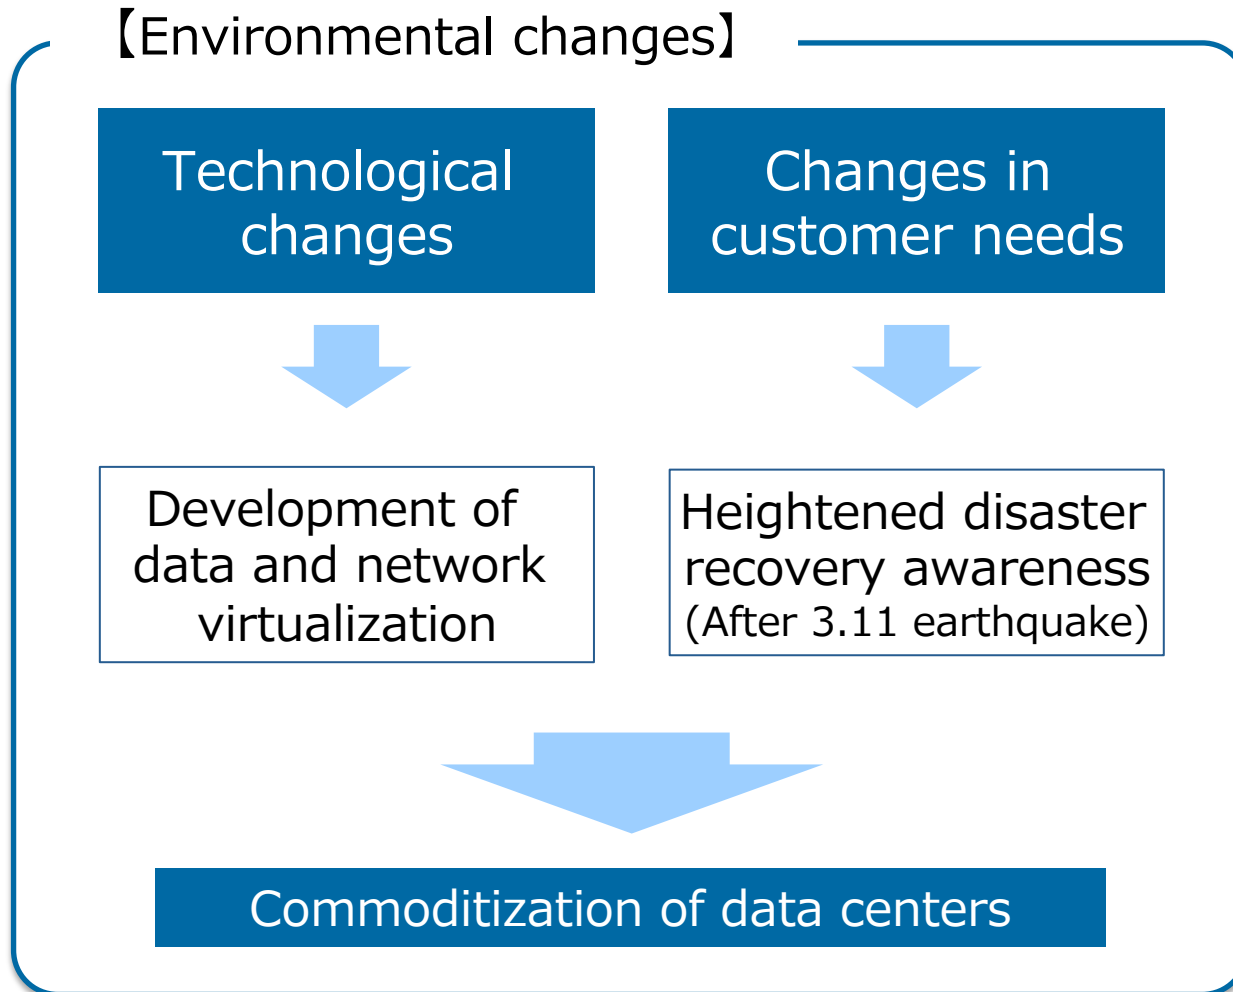 【Environmental changes】
Technological
changes
Changes in
customer needs
Development of
data and network
virtualization
Heightened disaster
recovery awareness
(After 3.11 earthquake)
Commoditization of data centers